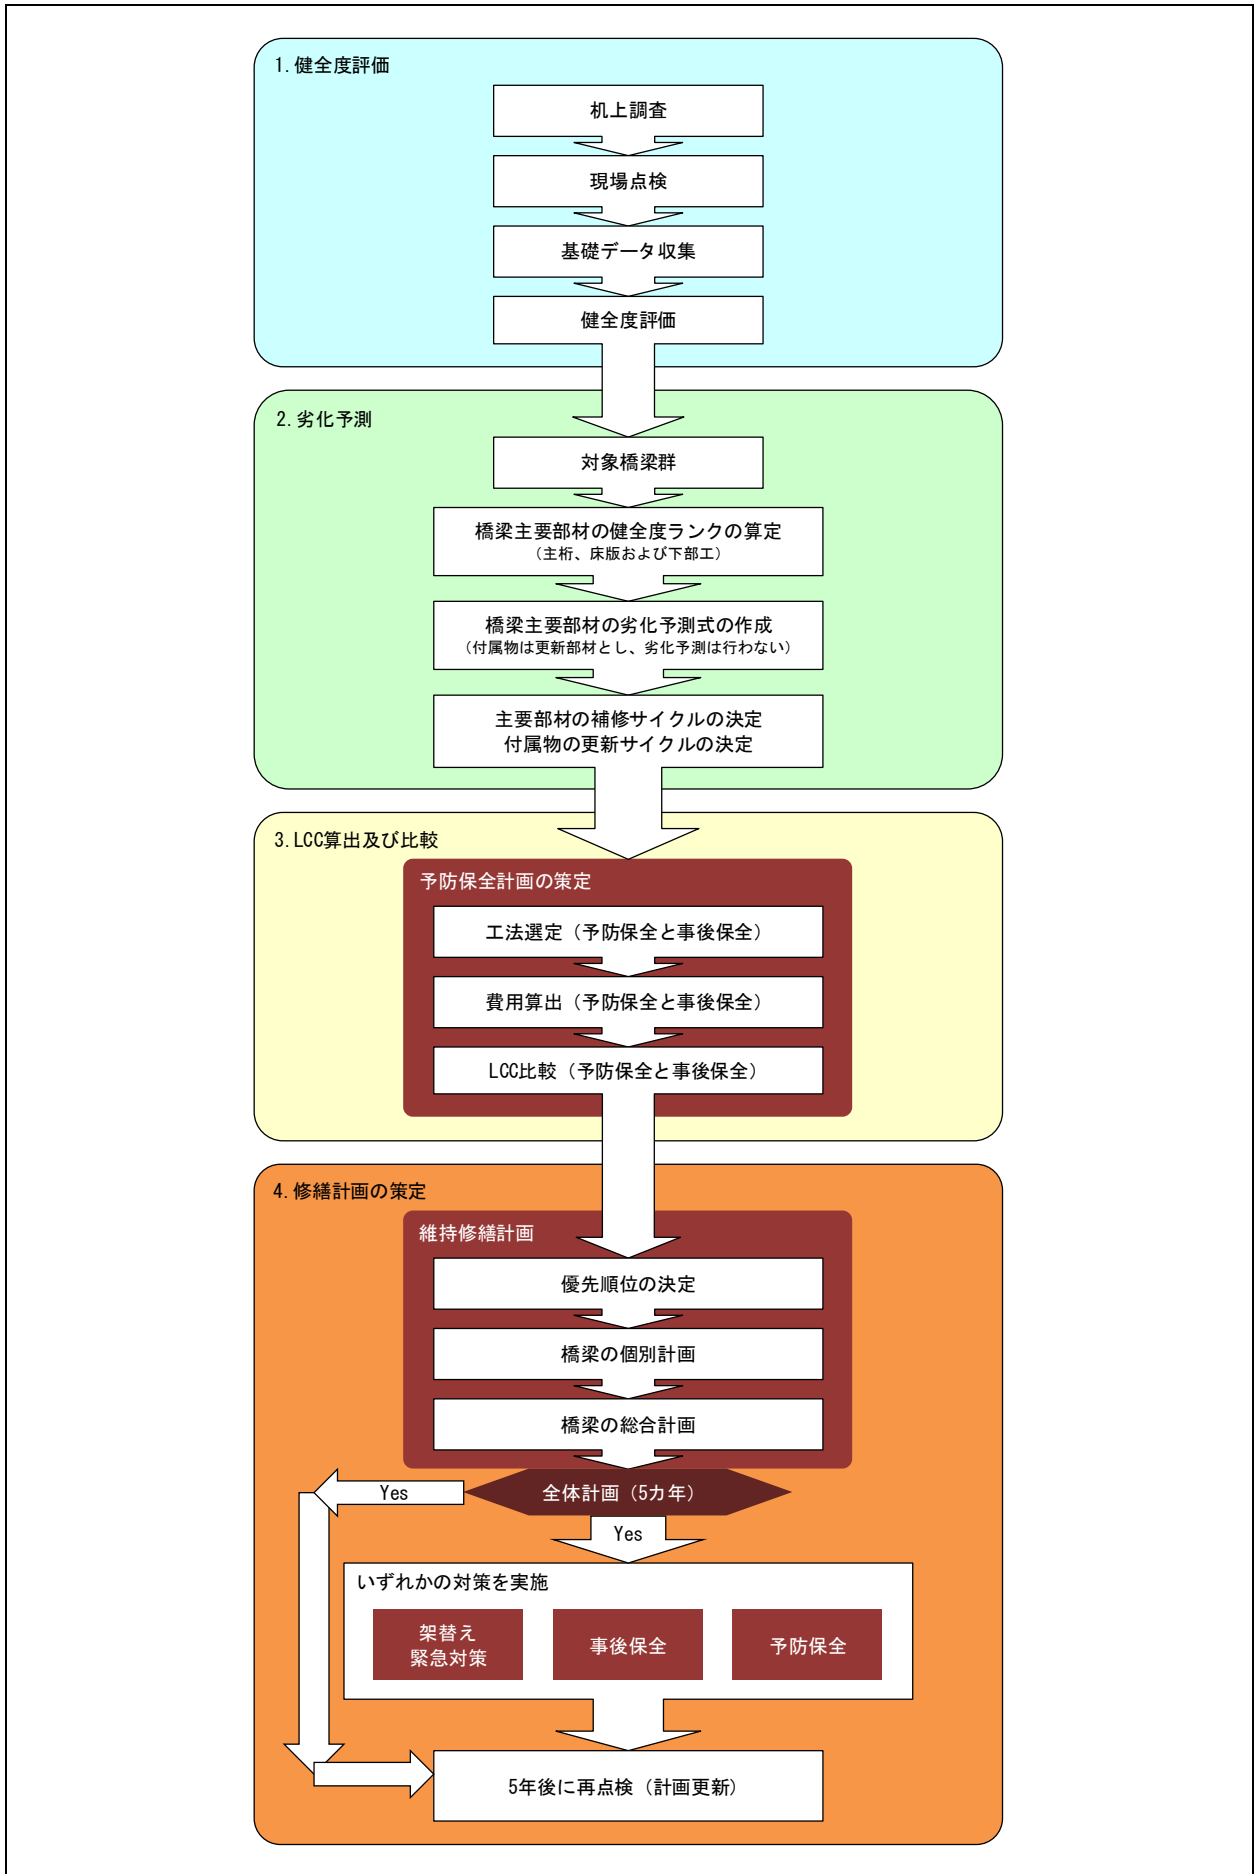 1.健全度評価
机上調査
現場点検
基礎データ収集
健全度評価
2.劣化予測
対象橋梁群
橋梁主要部材の健全度ランクの算定
（主桁、床版および下部工）
橋梁主要部材の劣化予測式の作成
（付属物は更新部材とし、劣化予測は行わない）
主要部材の補修サイクルの決定
付属物の更新サイクルの決定
3.LCC算出及び比較
予防保全計画の策定
工法選定（予防保全と事後保全）
費用算出（予防保全と事後保全）
LCC比較（予防保全と事後保全）
4.修繕計画の策定
維持修繕計画
優先順位の決定
橋梁の個別計画
橋梁の総合計画
全体計画（5カ年）
Yes
Yes
いずれかの対策を実施
架替え
緊急対策
事後保全
予防保全
5年後に再点検（計画更新）